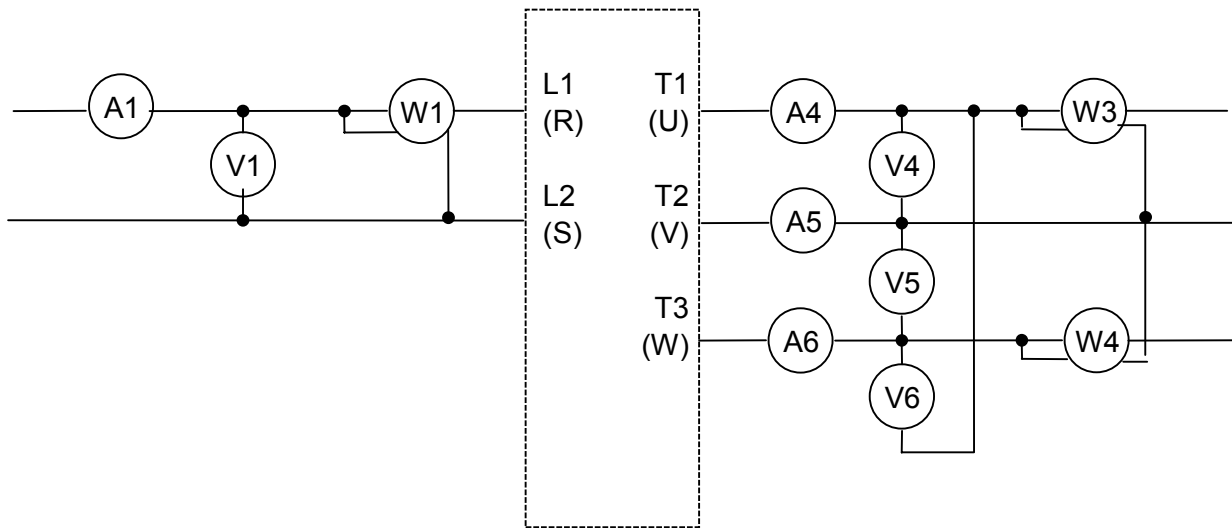 L1 T1
A1 W1 (R) (U) A4 W3
V1 V4
L2 T2
(S) (V) A5
V5
T3
(W) A6 W4
V6